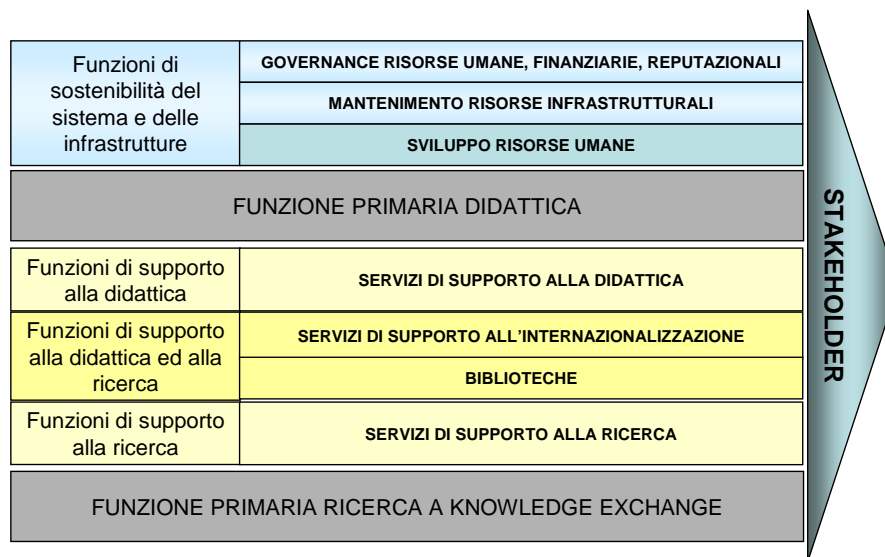 Funzioni di
sostenibilità del
sistema e delle
infrastrutture
GOVERNANCE RISORSE UMANE, FINANZIARIE, REPUTAZIONALI
MANTENIMENTO RISORSE INFRASTRUTTURALI
SVILUPPO RISORSE UMANE
FUNZIONE PRIMARIA DIDATTICA
Funzioni di supporto
alla didattica
SERVIZI DI SUPPORTO ALLA DIDATTICA
Funzioni di supporto
alla didattica ed alla
ricerca
SERVIZI DI SUPPORTO ALL'INTERNAZIONALIZZAZIONE
BIBLIOTECHE
Funzioni di supporto
alla ricerca
SERVIZI DI SUPPORTO ALLA RICERCA
FUNZIONE PRIMARIA RICERCA A KNOWLEDGE EXCHANGE
STAKEHOLDER